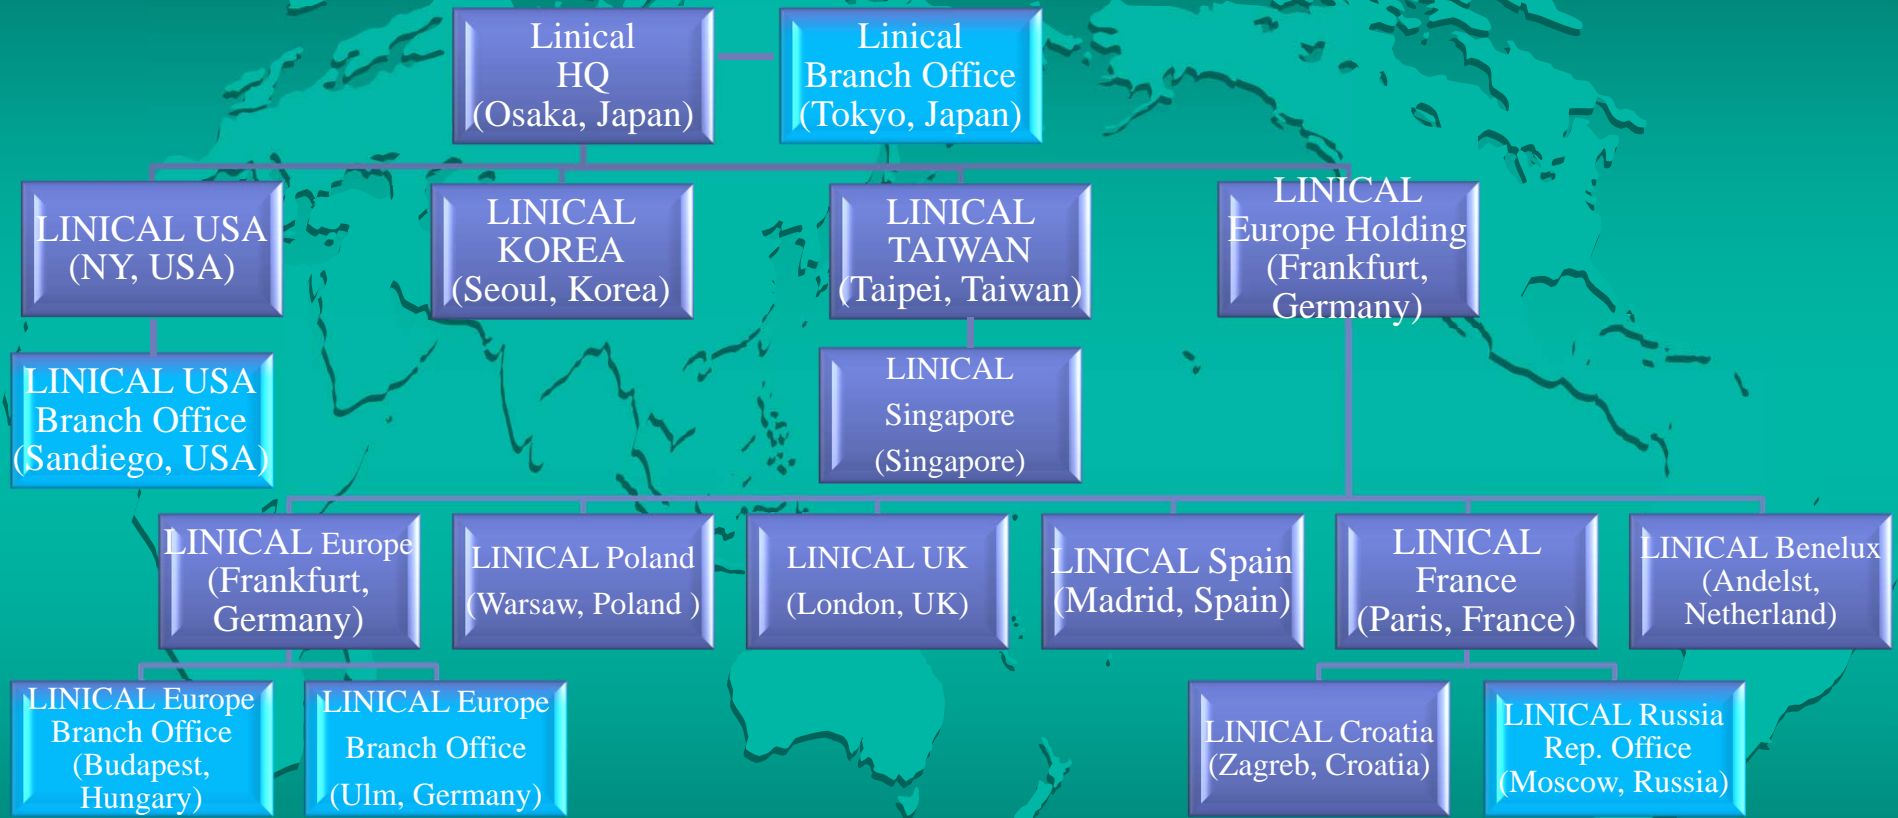 Linical
HQ
(Osaka, Japan)
Linical
Branch Office
(Tokyo, Japan)
LINICAL USA
(NY, USA)
LINICAL
KOREA
(Seoul, Korea)
LINICAL
TAIWAN
(Taipei, Taiwan)
LINICAL
Europe Holding
(Frankfurt,
Germany)
LINICAL USA
Branch Office
(Sandiego, USA)
LINICAL
Singapore
(Singapore)
LINICAL Europe
(Frankfurt,
Germany)
LINICAL Poland
(Warsaw, Poland )
LINICAL UK
(London, UK)
LINICAL Spain
(Madrid, Spain)
LINICAL
France
(Paris, France)
LINICAL Benelux
(Andelst,
Netherland)
LINICAL Europe
Branch Office
(Budapest,
Hungary)
LINICAL Europe
Branch Office
(Ulm, Germany)
LINICAL Croatia
(Zagreb, Croatia)
LINICAL Russia
Rep. Office
(Moscow, Russia)